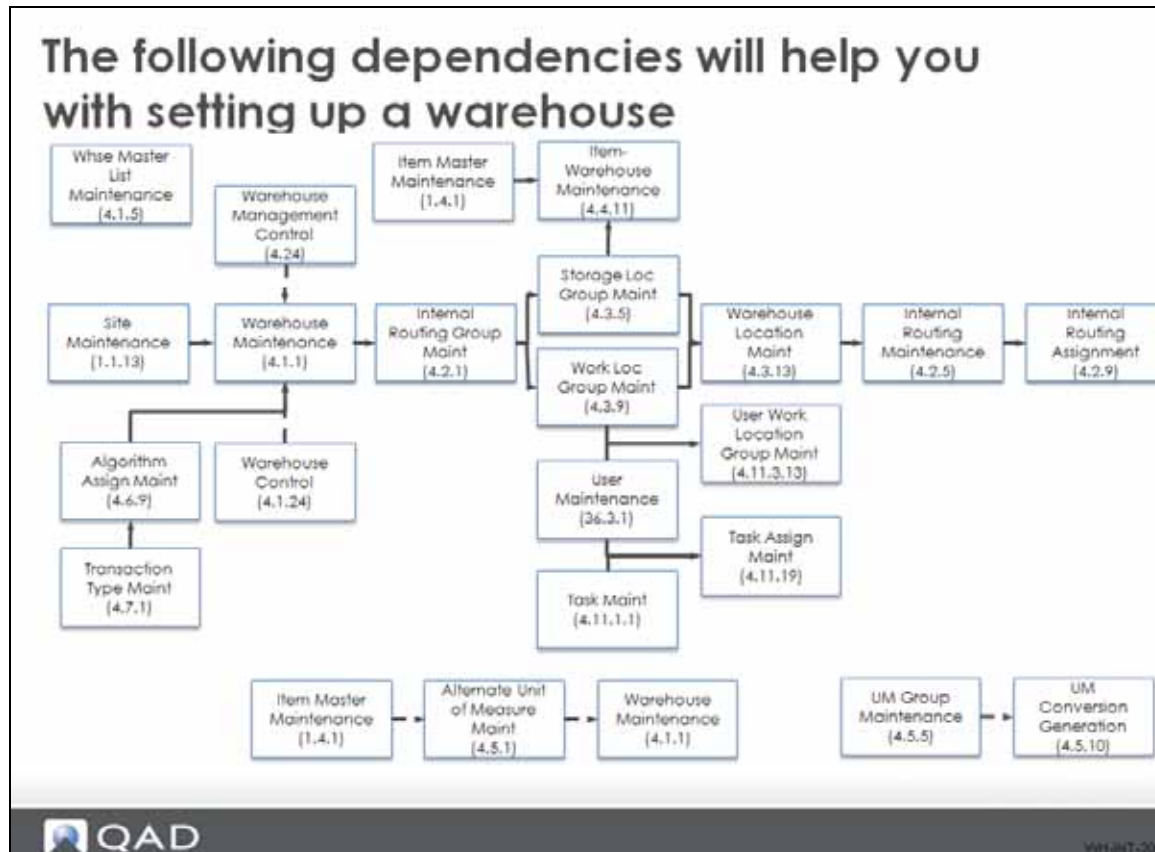 The following dependencies will help you
with setting up a warehouse
Whse Master
List
Maintenance
(4.1.5)
Warehouse
Management
Control
(4.24)
Item Master
Maintenance
(1.4.1)
Item-
Warehouse
Maintenance
(4.4.11)
Storage Loc
Group Maint
(4.3.5)
Site
Maintenance
(1.1.13)
Warehouse
Maintenance
(4.1.1)
Internal
Routing Group
Maint
(4.2.1)
Work Loc
Group Maint
(4.3.9)
Warehouse
Location
Maint
(4.3.13)
Internal
Routing
Maintenance
(4.2.5)
Internal
Routing
Assignment
(4.2.9)
Algorithm
Assign Maint
(4.6.9)
Warehouse
Control
(4.1.24)
User
Maintenance
(36.3.1)
User Work
Location
Group Maint
(4.11.3.13)
Transaction
Type Maint
(4.7.1)
Task Maint
(4.11.1.1)
Task Assign
Maint
(4.11.19)
Item Master
Maintenance
(1.4.1)
Alternate Unit
of Measure
Maint
(4.5.1)
Warehouse
Maintenance
(4.1.1)
UM Group
Maintenance
(4.5.5)
UM
Conversion
Generation
(4.5.10)
QAD